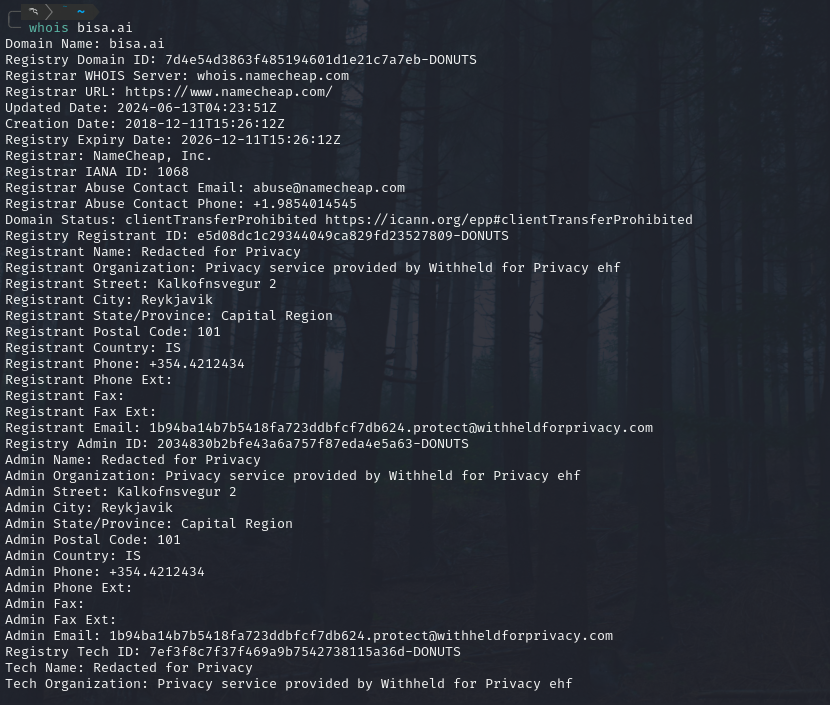 ~
whois bisa.ai
Domain Name: bisa.ai
Registry Domain ID: 7d4e54d3863f485194601d1e21c7a7eb-DONUTS
Registrar WHOIS Server: whois.namecheap.com
Registrar URL: https://www.namecheap.com/
Updated Date: 2024-06-13T04:23:51Z
Creation Date: 2018-12-11T15:26:12Z
Registry Expiry Date: 2026-12-11T15:26:12Z
Registrar: NameCheap, Inc.
Registrar IANA ID: 1068
Registrar Abuse Contact Email: abuse@namecheap.com
Registrar Abuse Contact Phone: +1.9854014545
Domain Status: clientTransferProhibited https://icann.org/epp#clientTransferProhibited
Registry Registrant ID: e5d08dc1c29344049ca829fd23527809-DONUTS
Registrant Name: Redacted for Privacy
Registrant Organization: Privacy service provided by Withheld for Privacy ehf
Registrant Street: Kalkofnsvegur 2
Registrant City: Reykjavik
Registrant State/Province: Capital Region
Registrant Postal Code: 101
Registrant Country: IS
Registrant Phone: +354.4212434
Registrant Phone Ext:
Registrant Fax:
Registrant Fax Ext:
Registrant Email: 1b94ba14b7b5418fa723ddbfcf7db624.protect@withheldforprivacy.com
Registry Admin ID: 2034830b2bfe43a6a757f87eda4e5a63-DONUTS
Admin Name: Redacted for Privacy
Admin Organization: Privacy service provided by Withheld for Privacy ehf
Admin Street: Kalkofnsvegur 2
Admin City: Reykjavik
Admin State/Province: Capital Region
Admin Postal Code: 101
Admin Country: IS
Admin Phone: +354.4212434
Admin Phone Ext:
Admin Fax:
Admin Fax Ext:
Admin Email: 1b94ba14b7b5418fa723ddbfcf7db624.protect@withheldforprivacy.com
Registry Tech ID: 7ef3f8c7f37f469a9b7542738115a36d-DONUTS
Tech Name: Redacted for Privacy
Tech Organization: Privacy service provided by Withheld for Privacy ehf